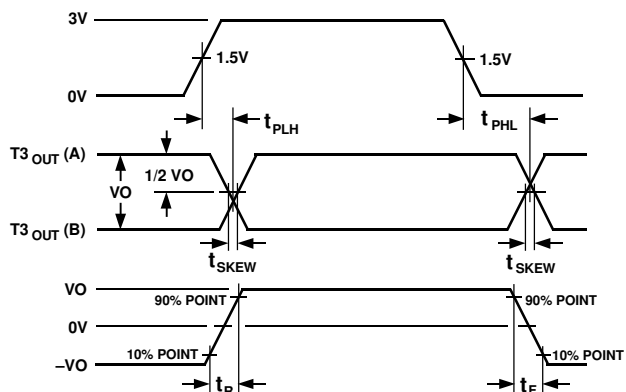 3V
1.5V
1.5V
0V
tPLH
tPHL
T3 OUT (A)
VO
1/2 VO
T3 OUT (B)
tSKEW
tSKEW
VO
90% POINT
90% POINT
0V
10% POINT
10% POINT
–VO
tR
tF